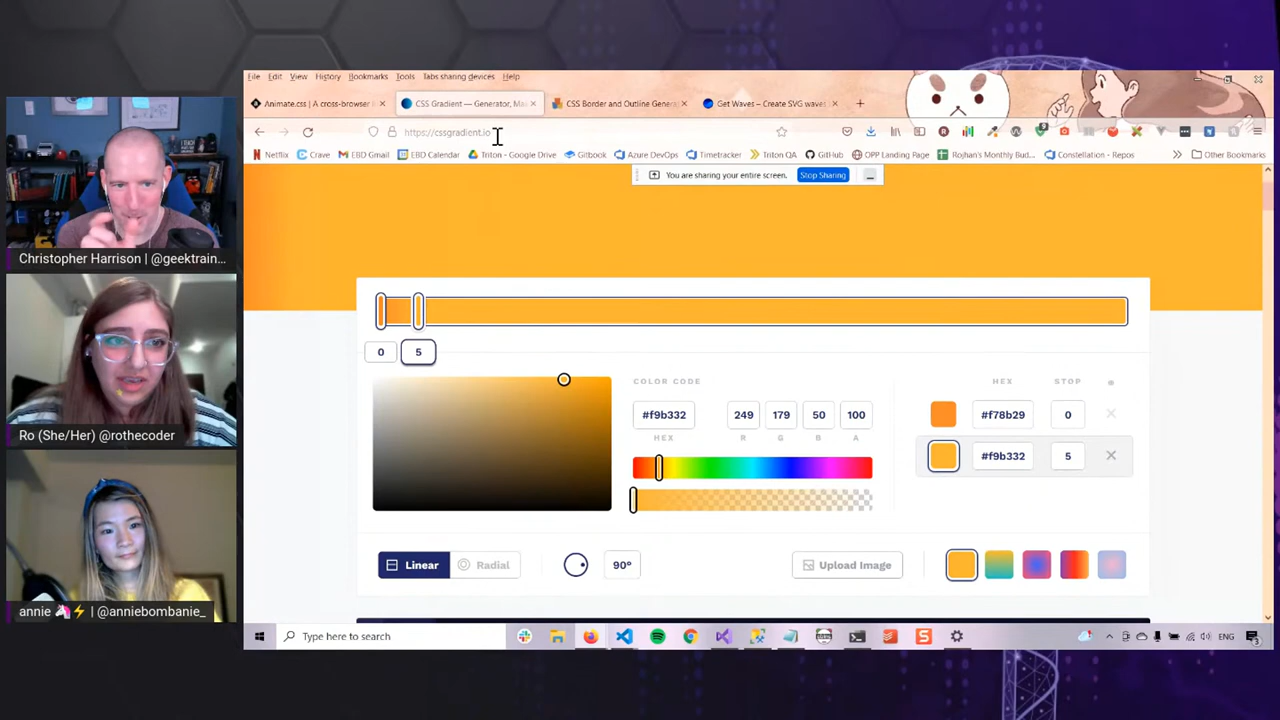 File Edit View History Bookmarks Tools Tabs sharing devices Help
Animate.css | A cross-browser
CSS Gradient — Generator, Ma
CSS Border and Outline Genera
Get Waves – Create SVG waves
https://cssgradient.io
Netflix Crave EBD Gmail EBD Calendar Triton - Google Drive Gitbook Azure DevOps Timetracker Triton QA GitHub OPP Landing Page Rojhan's Monthly Bud... Constellation - Repos Other Bookmarks
You are sharing your entire screen. Stop Sharing
Christopher Harrison | @geektrain...
0 5
COLOR CODE
HEX STOP
#f9b332 249 179 50 100
HEX R G B A
#f78b29 0
#f9b332 5
Ro (She/Her) @rothecoder
Linear Radial 90° Upload Image
annie 🦄⚡ | @anniebombanie_
Type here to search
ENG